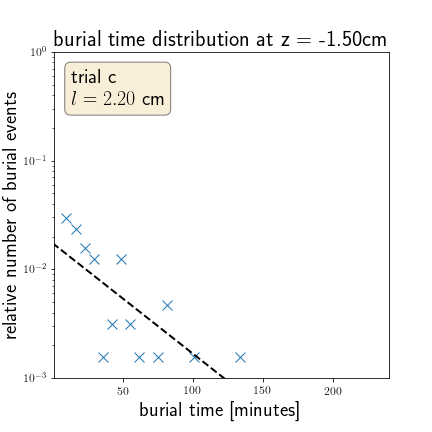 burial time distribution at z = -1.50cm
trial c
l = 2.20 cm
relative number of burial events
10⁰
10⁻¹
10⁻²
10⁻³
50
100
150
200
burial time [minutes]